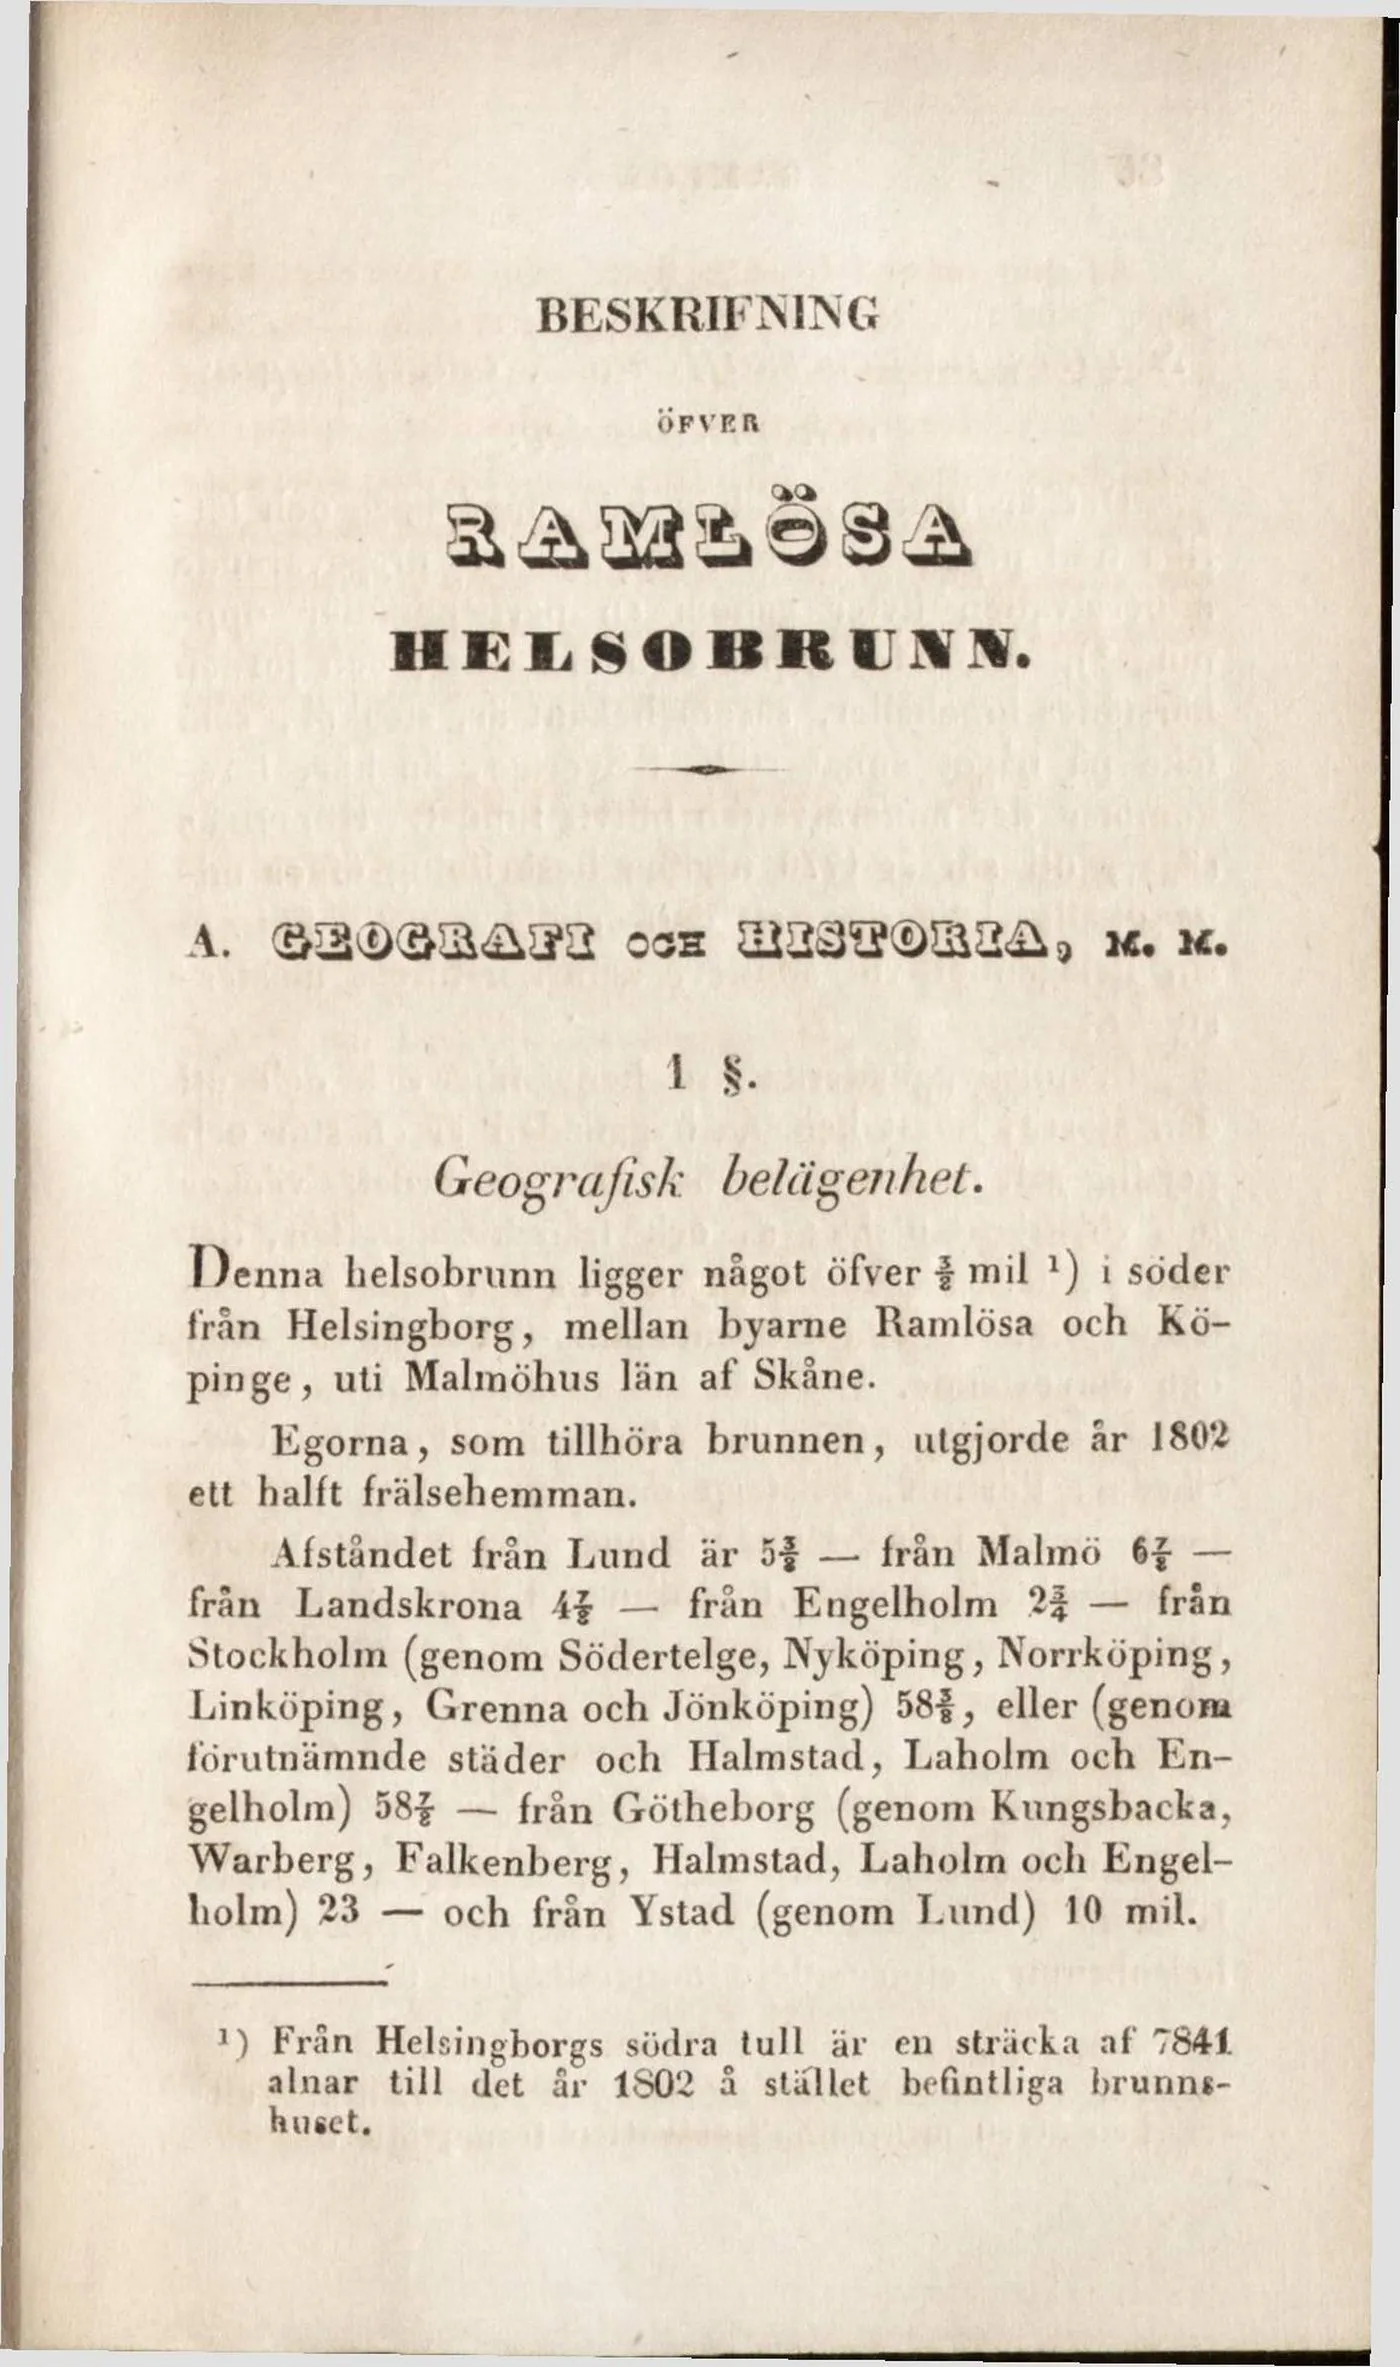 BESKRIFNING
ÖFVER
RAMLÖSA
HELSOBRUNN.
A. GEOGRAFI OCH HISTORIA, M. M.
1 §.
Geografisk belägenhet.
Denna helsobrunn ligger något öfver ⅜ mil ¹) i söder
från Helsingborg, mellan byarne Ramlösa och Kö-
pinge, uti Malmöhus län af Skåne.
Egorna, som tillhöra brunnen, utgjorde år 1802
ett halft frälsehemman.
Afståndet från Lund är 5⅜ — från Malmö 6⅞ —
från Landskrona 4⅞ — från Engelholm 2¾ — från
Stockholm (genom Södertelge, Nyköping, Norrköping,
Linköping, Grenna och Jönköping) 58⅜, eller (genom
förutnämnde städer och Halmstad, Laholm och En-
gelholm) 58⅞ — från Götheborg (genom Kungsbacka,
Warberg, Falkenberg, Halmstad, Laholm och Engel-
holm) 23 — och från Ystad (genom Lund) 10 mil.
¹) Från Helsingborgs södra tull är en sträcka af 7841
alnar till det år 1802 å stället befintliga brunns-
huset.